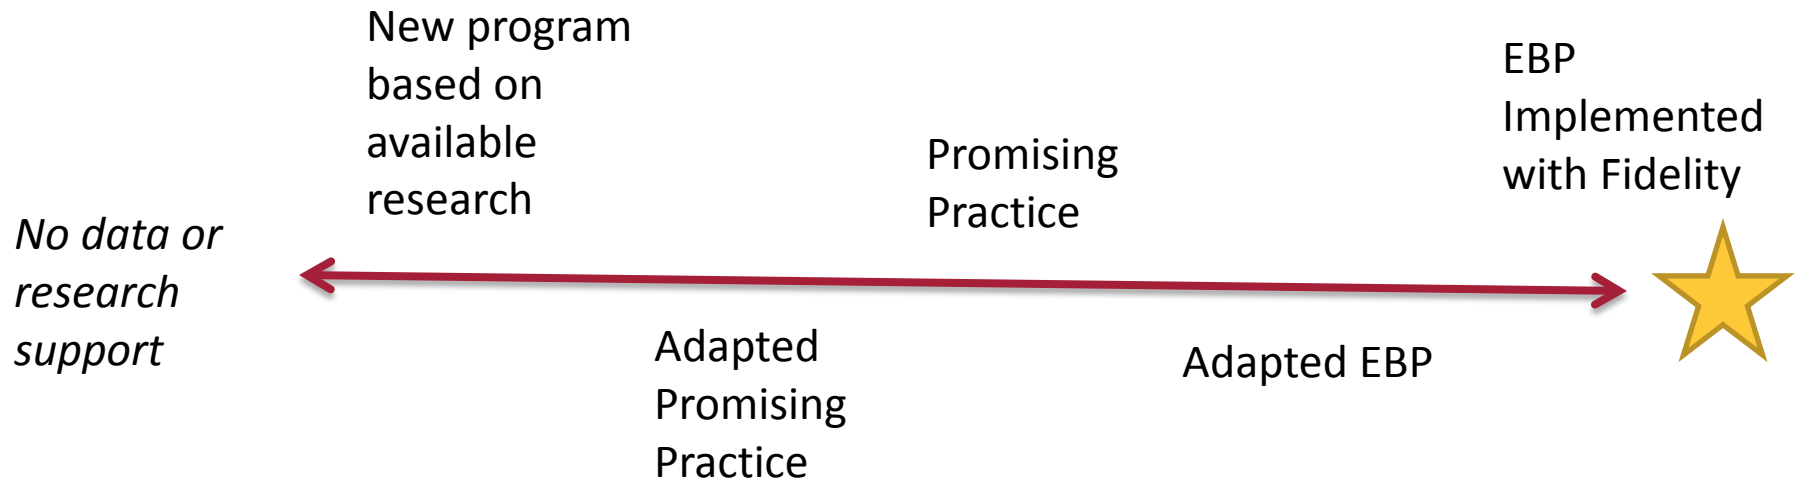 No data or
research
support
New program
based on
available
research
Adapted
Promising
Practice
Promising
Practice
Adapted EBP
EBP
Implemented
with Fidelity